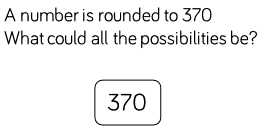 A number is rounded to 370
What could all the possibilities be?
370